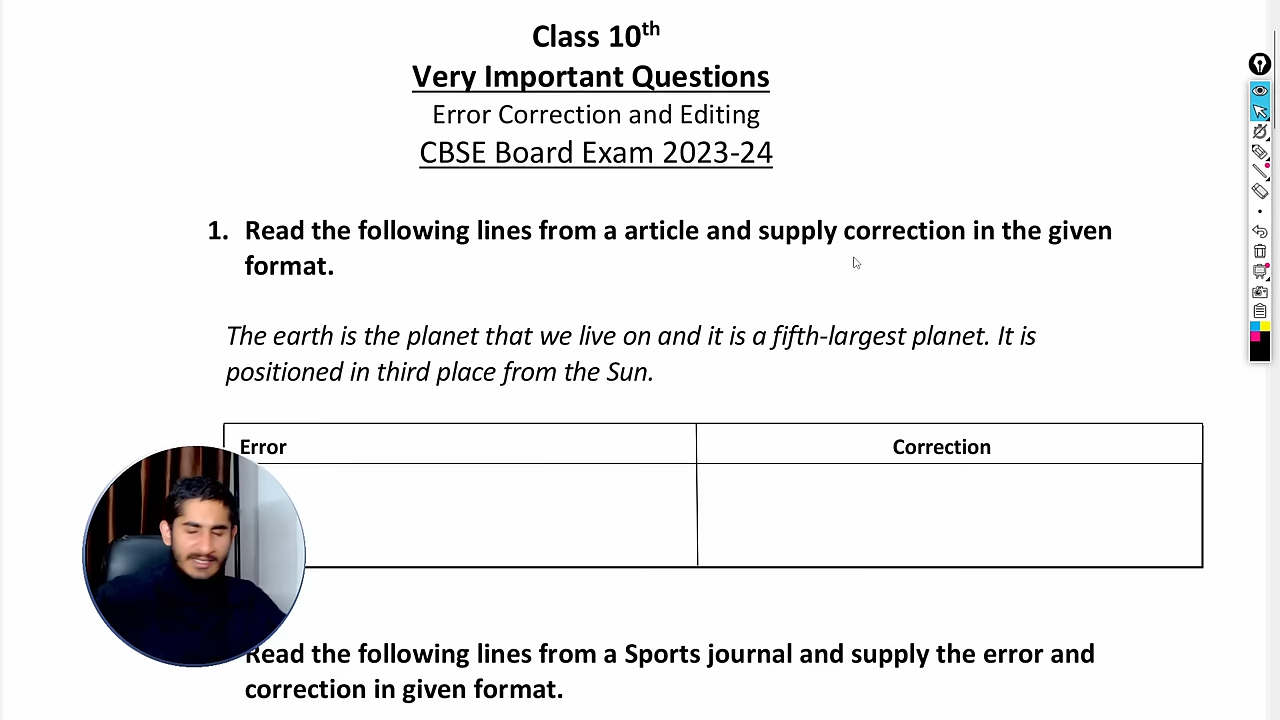 Class 10th
Very Important Questions
Error Correction and Editing
CBSE Board Exam 2023-24
1. Read the following lines from a article and supply correction in the given
format.
The earth is the planet that we live on and it is a fifth-largest planet. It is
positioned in third place from the Sun.
Error Correction
Read the following lines from a Sports journal and supply the error and
correction in given format.